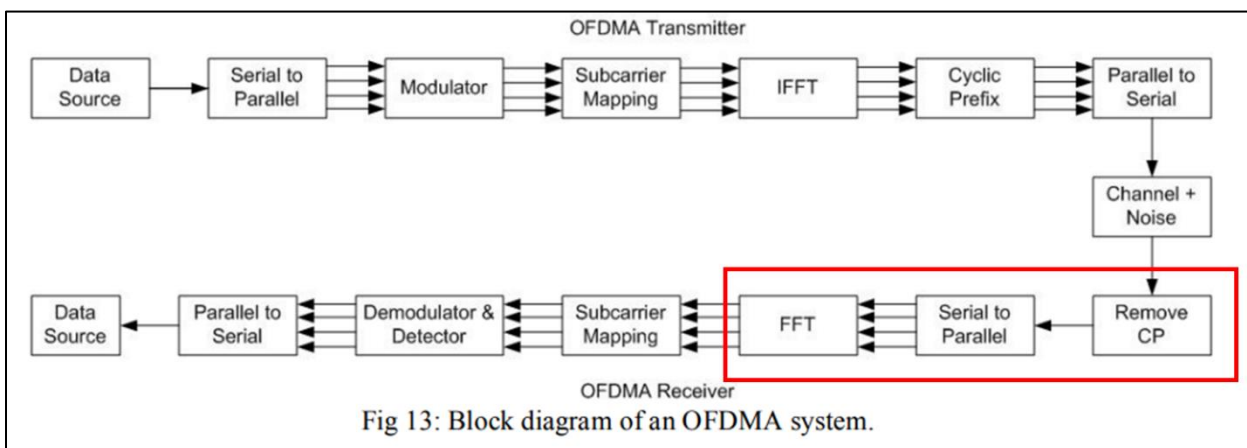 OFDMA Transmitter
Data
Source
Serial to
Parallel
Modulator
Subcarrier
Mapping
IFFT
Cyclic
Prefix
Parallel to
Serial
Channel +
Noise
Data
Source
Parallel to
Serial
Demodulator &
Detector
Subcarrier
Mapping
FFT
Serial to
Parallel
Remove
CP
OFDMA Receiver
Fig 13: Block diagram of an OFDMA system.